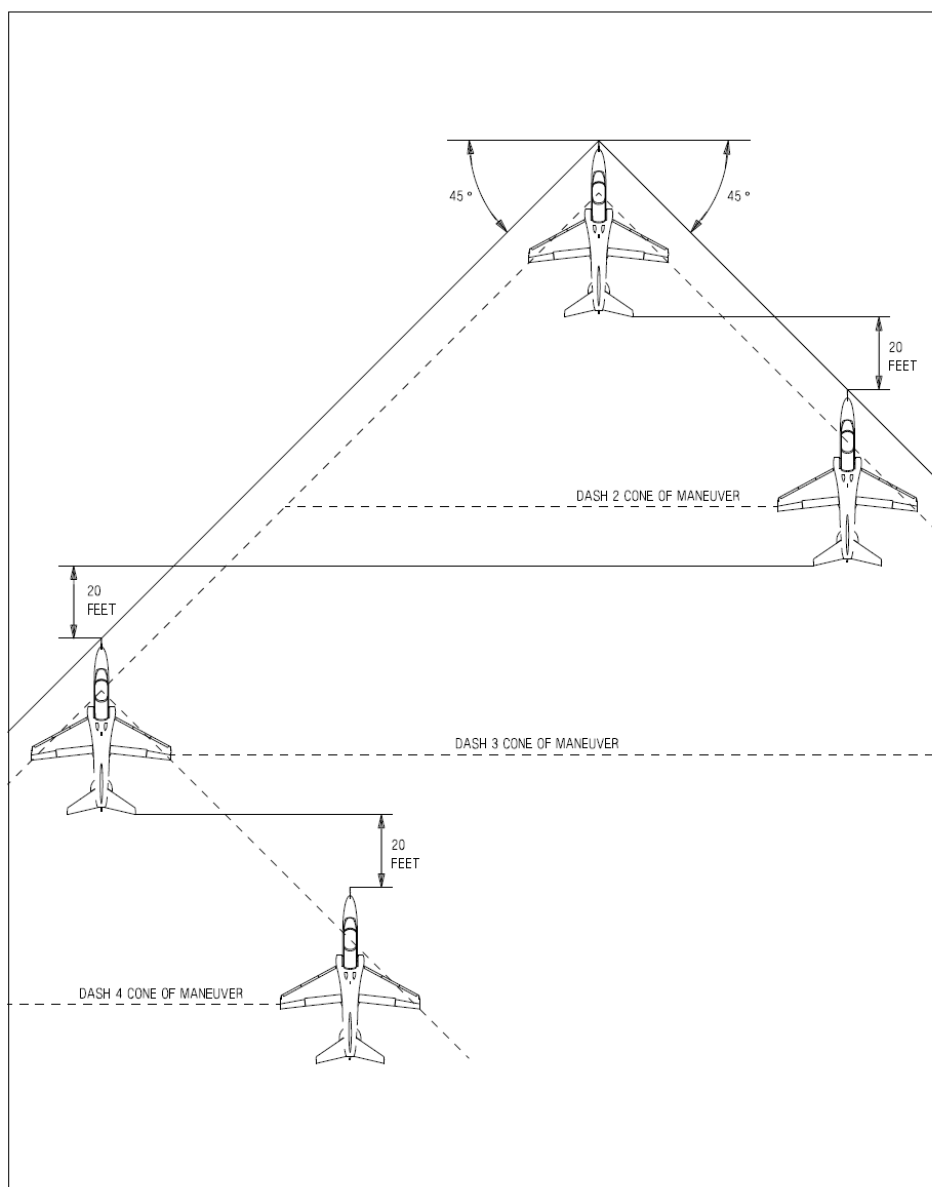 45°
45°
20
FEET
DASH 2 CONE OF MANEUVER
20
FEET
DASH 3 CONE OF MANEUVER
20
FEET
DASH 4 CONE OF MANEUVER